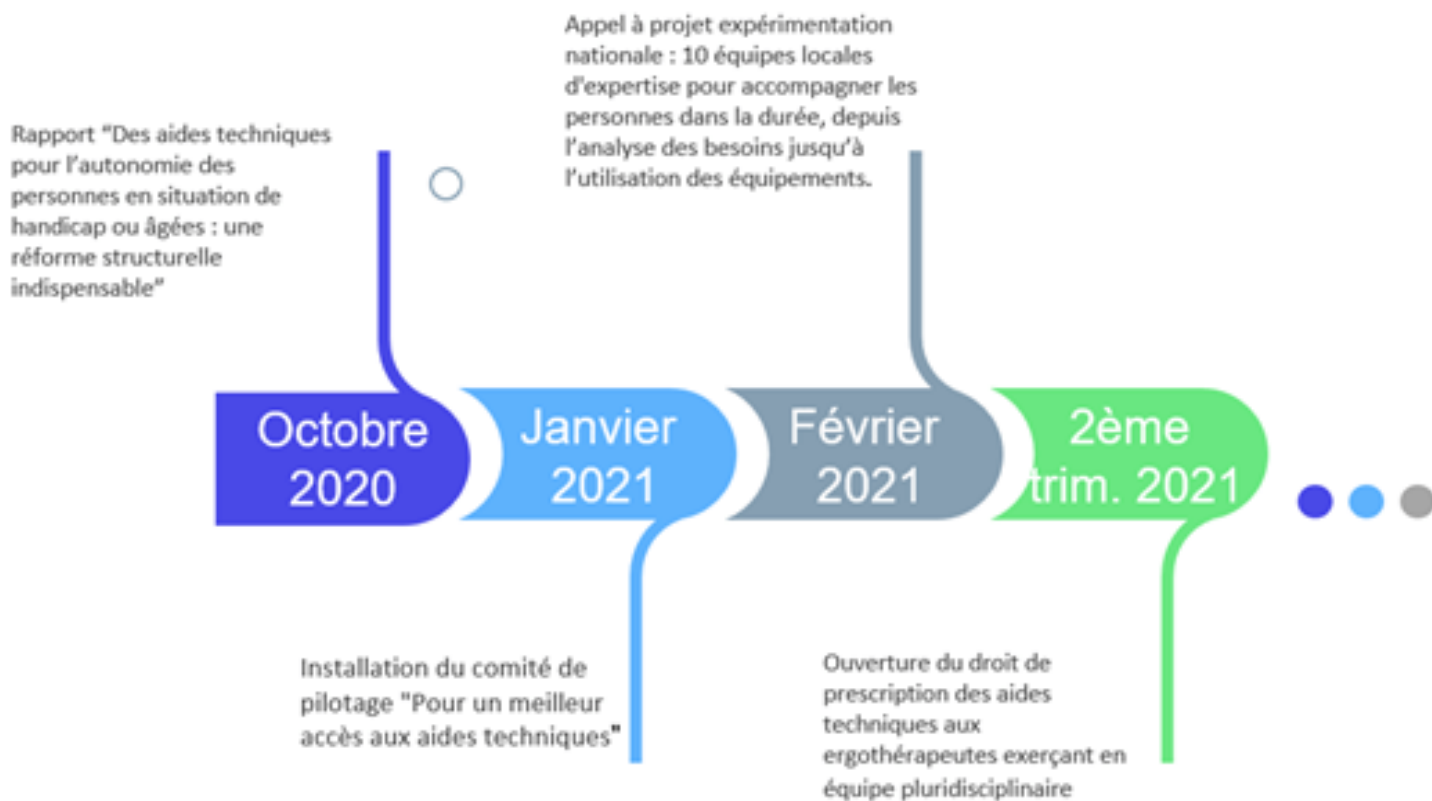 Appel à projet expérimentation
nationale : 10 équipes locales
d'expertise pour accompagner les
personnes dans la durée, depuis
l'analyse des besoins jusqu'à
l'utilisation des équipements.
Rapport "Des aides techniques
pour l'autonomie des
personnes en situation de
handicap ou âgées : une
réforme structurelle
indispensable"
Octobre
2020
Janvier
2021
Février
2021
2ème
trim. 2021
Installation du comité de
pilotage "Pour un meilleur
accès aux aides techniques"
Ouverture du droit de
prescription des aides
techniques aux
ergothérapeutes exerçant en
équipe pluridisciplinaire